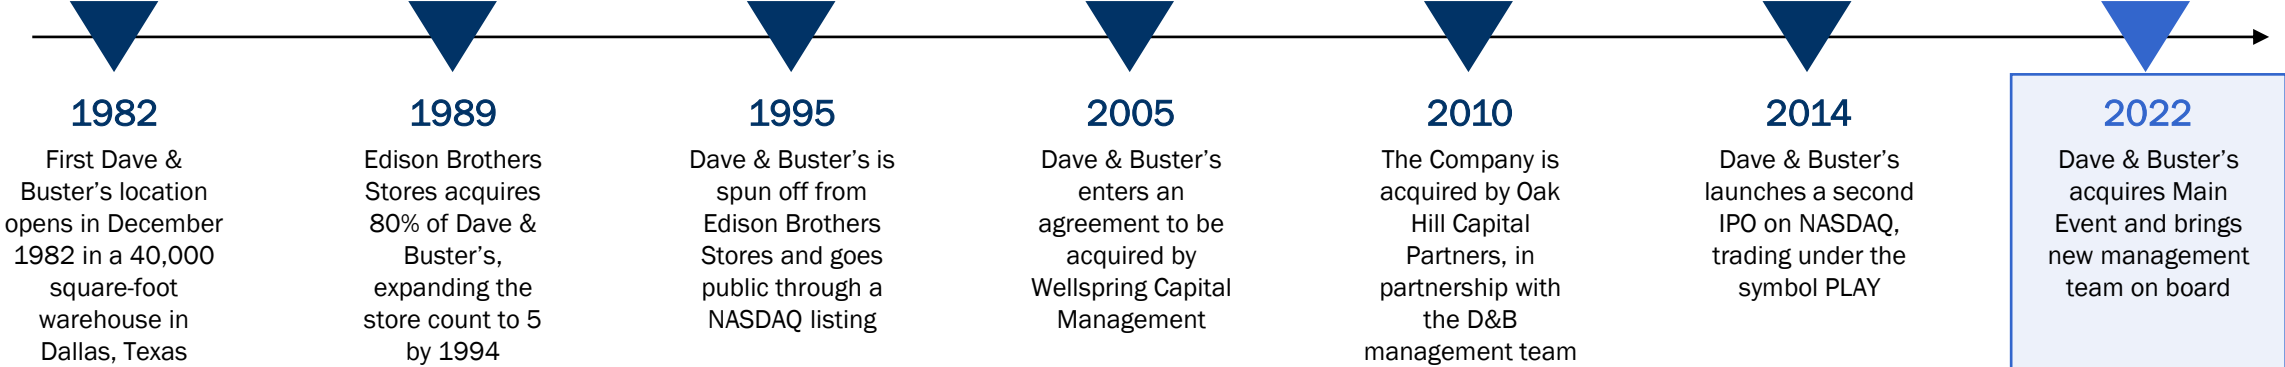 1982
First Dave &
Buster’s location
opens in December
1982 in a 40,000
square-foot
warehouse in
Dallas, Texas
1989
Edison Brothers
Stores acquires
80% of Dave &
Buster’s,
expanding the
store count to 5
by 1994
1995
Dave & Buster’s is
spun off from
Edison Brothers
Stores and goes
public through a
NASDAQ listing
2005
Dave & Buster’s
enters an
agreement to be
acquired by
Wellspring Capital
Management
2010
The Company is
acquired by Oak
Hill Capital
Partners, in
partnership with
the D&B
management team
2014
Dave & Buster’s
launches a second
IPO on NASDAQ,
trading under the
symbol PLAY
2022
Dave & Buster’s
acquires Main
Event and brings
new management
team on board